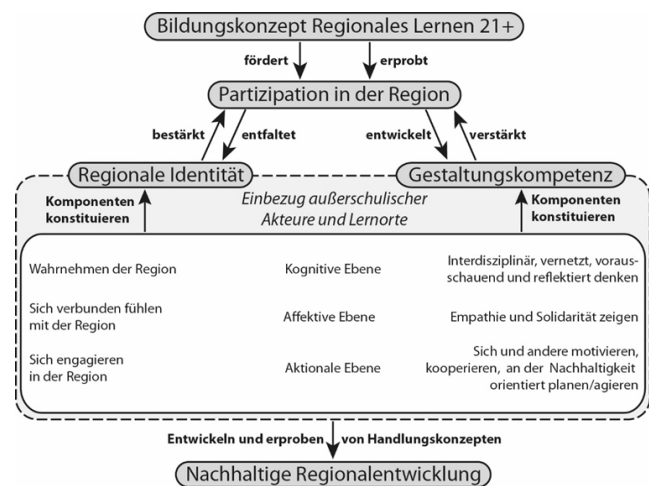 Bildungskonzept Regionales Lernen 21+
fördert
erprobt
Partizipation in der Region
bestärkt
entfaltet
entwickelt
verstärkt
Regionale Identität
Gestaltungskompetenz
Komponenten
konstituieren
Einbezug außerschulischer
Akteure und Lernorte
Komponenten
konstituieren
Wahrnehmen der Region
Kognitive Ebene
Interdisziplinär, vernetzt, voraus-
schauend und reflektiert denken
Sich verbunden fühlen
mit der Region
Affektive Ebene
Empathie und Solidarität zeigen
Sich engagieren
in der Region
Aktionale Ebene
Sich und andere motivieren,
kooperieren, an der Nachhaltigkeit
orientiert planen/agieren
Entwickeln und erproben
von Handlungskonzepten
Nachhaltige Regionalentwicklung